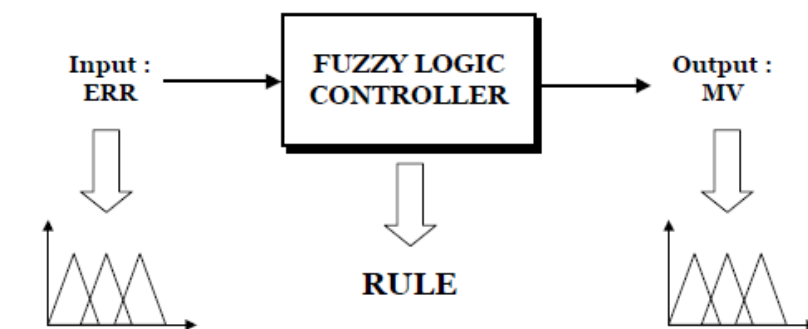 Input :
ERR
FUZZY LOGIC
CONTROLLER
Output :
MV
RULE